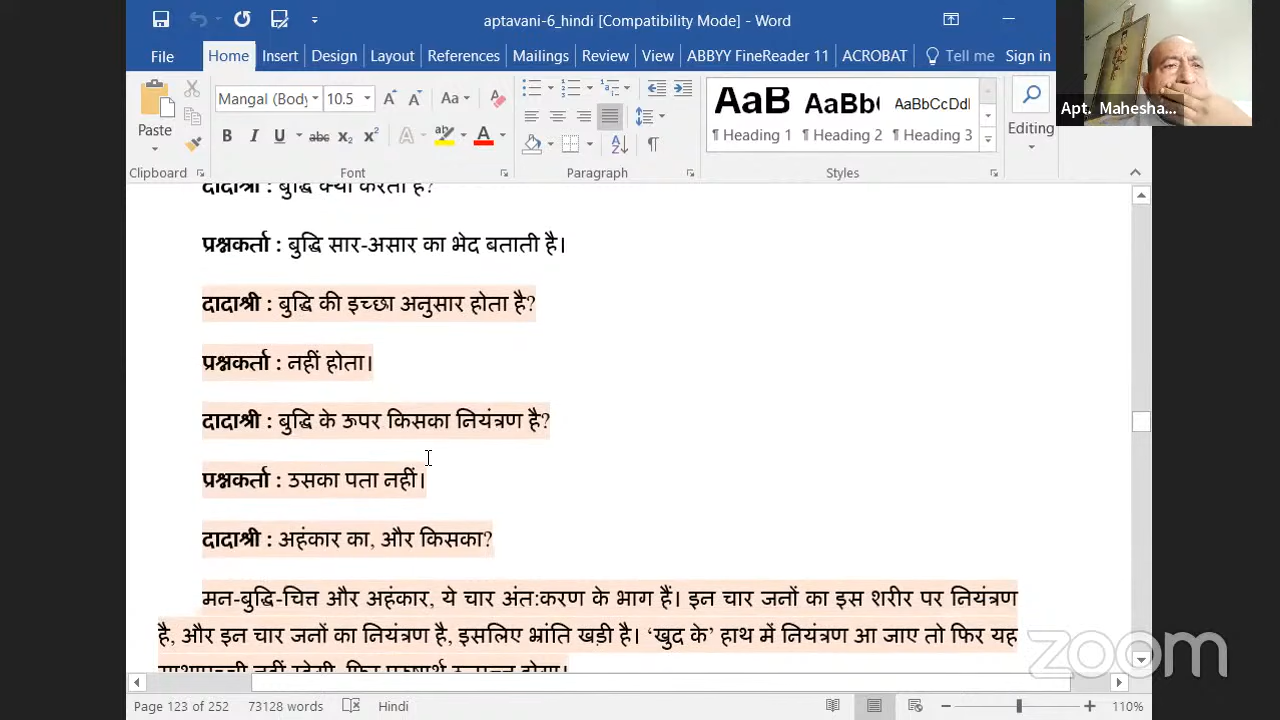 aptavani-6_hindi [Compatibility Mode] - Word
File Home Insert Design Layout References Mailings Review View ABBYY FineReader 11 ACROBAT Tell me Sign in
Apt. Mahesha...
Mangal (Body 10.5
Paste
AaB AaBb( AaBbCcDdI
¶ Heading 1 ¶ Heading 2 ¶ Heading 3
Editing
Clipboard Font Paragraph Styles
दादाश्री : बुद्धि क्या करती है?
प्रश्नकर्ता : बुद्धि सार-असार का भेद बताती है।
दादाश्री : बुद्धि की इच्छा अनुसार होता है?
प्रश्नकर्ता : नहीं होता।
दादाश्री : बुद्धि के ऊपर किसका नियंत्रण है?
प्रश्नकर्ता : उसका पता नहीं।
दादाश्री : अहंकार का, और किसका?
मन-बुद्धि-चित्त और अहंकार, ये चार अंत:करण के भाग हैं। इन चार जनों का इस शरीर पर नियंत्रण
है, और इन चार जनों का नियंत्रण है, इसलिए भ्रांति खड़ी है। ‘खुद के’ हाथ में नियंत्रण आ जाए तो फिर यह
zoom
Page 123 of 252 73128 words Hindi 110%